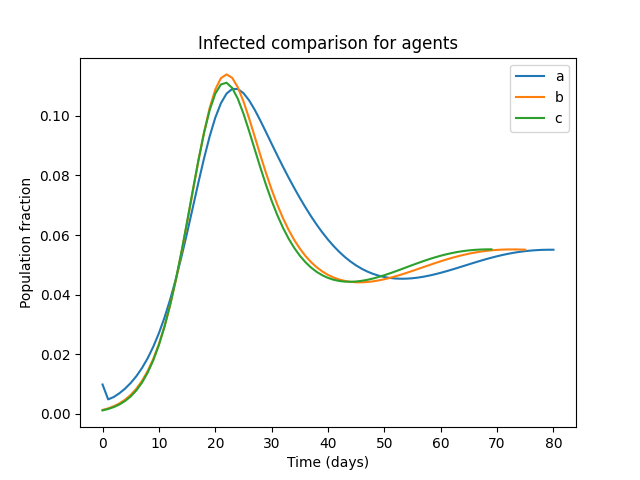 Infected comparison for agents
a
b
c
Population fraction
0.10
0.08
0.06
0.04
0.02
0.00
0 10 20 30 40 50 60 70 80
Time (days)